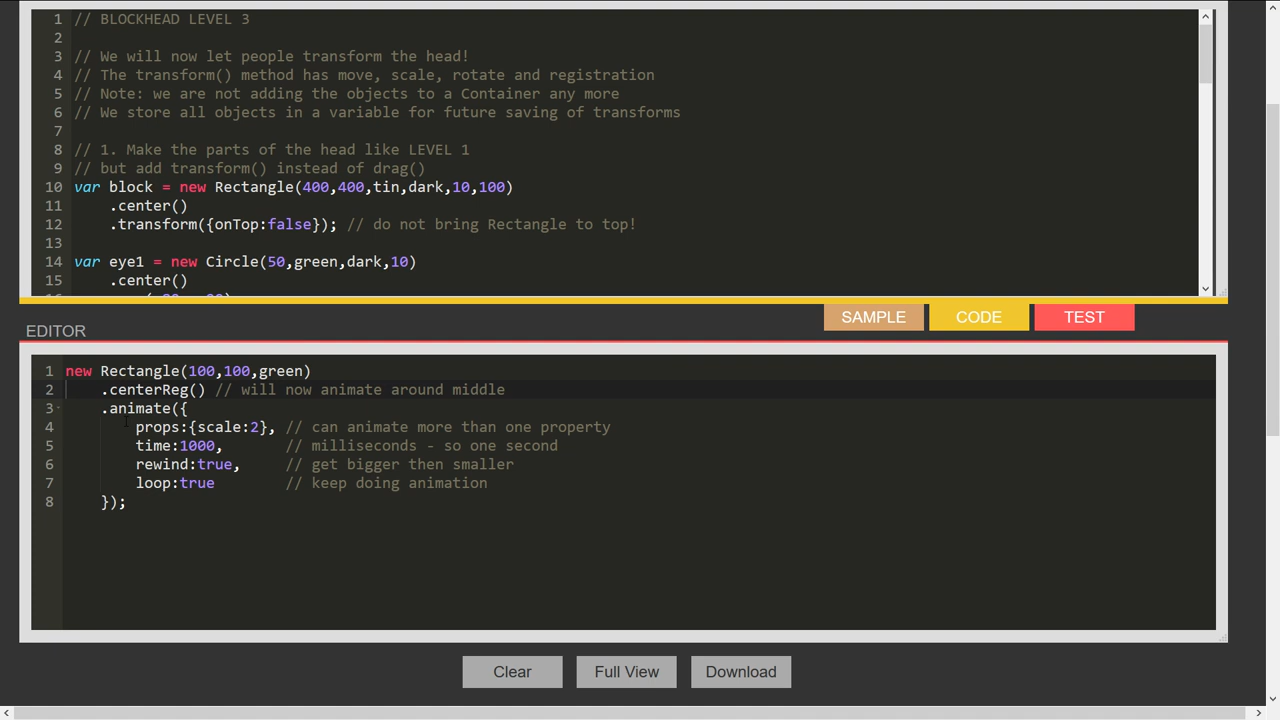 1 // BLOCKHEAD LEVEL 3
2
3 // We will now let people transform the head!
4 // The transform() method has move, scale, rotate and registration
5 // Note: we are not adding the objects to a Container any more
6 // We store all objects in a variable for future saving of transforms
7
8 // 1. Make the parts of the head like LEVEL 1
9 // but add transform() instead of drag()
10 var block = new Rectangle(400,400,tin,dark,10,100)
11     .center()
12     .transform({onTop:false}); // do not bring Rectangle to top!
13
14 var eye1 = new Circle(50,green,dark,10)
15     .center()
SAMPLE CODE TEST
EDITOR
1 new Rectangle(100,100,green)
2     .centerReg() // will now animate around middle
3     .animate({
4         props:{scale:2}, // can animate more than one property
5         time:1000,       // milliseconds - so one second
6         rewind:true,     // get bigger then smaller
7         loop:true        // keep doing animation
8     });
Clear Full View Download